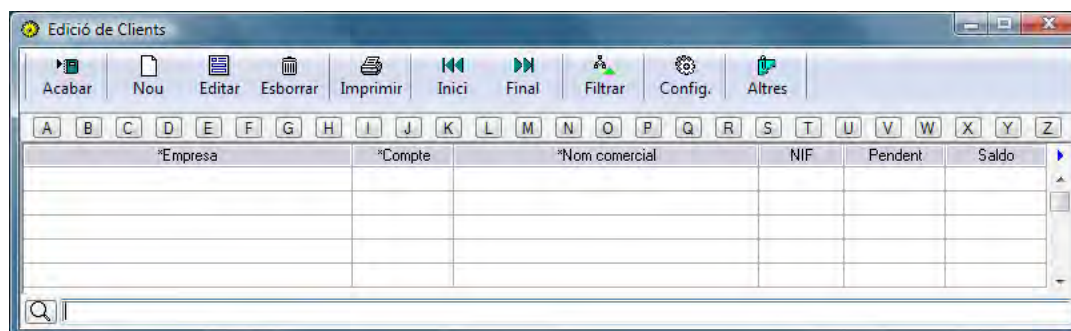 Edició de Clients
Acabar Nou Editar Esborrar Imprimir Inici Final Filtrar Config. Altres
A B C D E F G H I J K L M N O P Q R S T U V W X Y Z
*Empresa *Compte *Nom comercial NIF Pendent Saldo